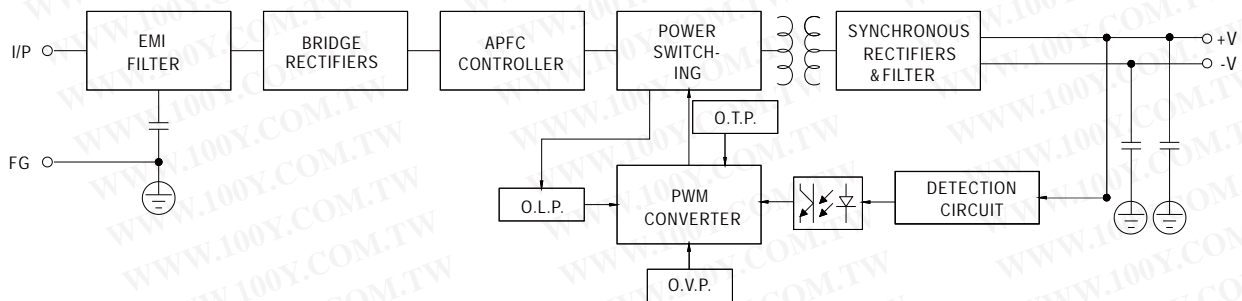 I/P
EMI
FILTER
BRIDGE
RECTIFIERS
APFC
CONTROLLER
POWER
SWITCH-
ING
SYNCHRONOUS
RECTIFIERS
&FILTER
+V
-V
O.T.P.
FG
O.L.P.
PWM
CONVERTER
DETECTION
CIRCUIT
O.V.P.
WWW.100Y.COM.TW